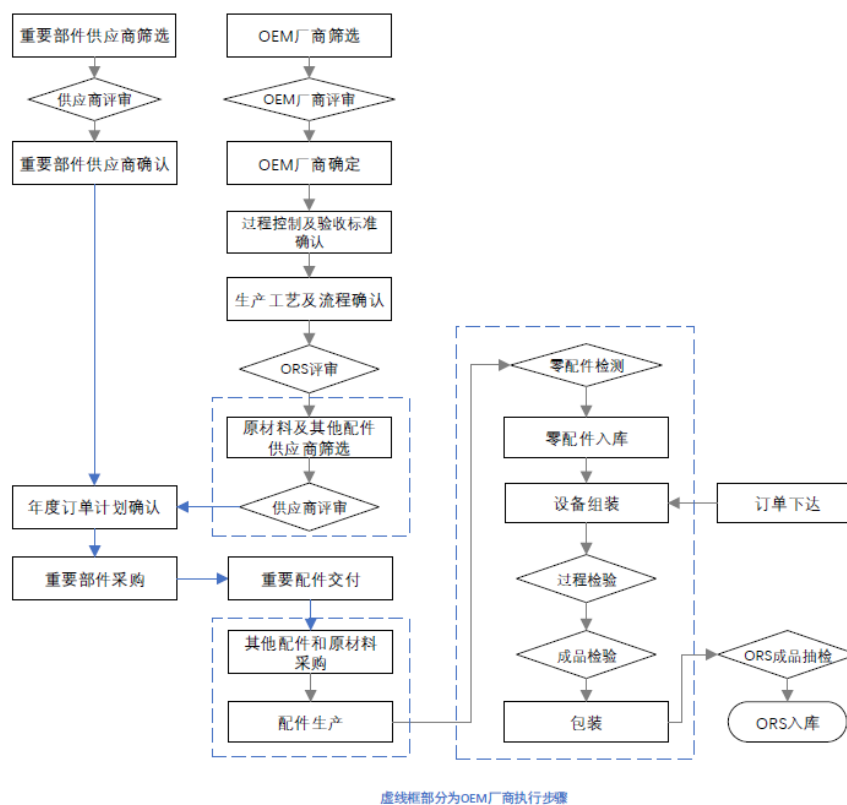 重要部件供应商筛选
供应商评审
重要部件供应商确认
OEM厂商筛选
OEM厂商评审
OEM厂商确定
过程控制及验收标准
确认
生产工艺及流程确认
ORS评审
原材料及其他配件
供应商筛选
供应商评审
年度订单计划确认
重要部件采购
重要配件交付
其他配件和原材料
采购
配件生产
零配件检测
零配件入库
设备组装
订单下达
过程检验
成品检验
包装
ORS成品抽检
ORS入库
虚线框部分为OEM厂商执行步骤